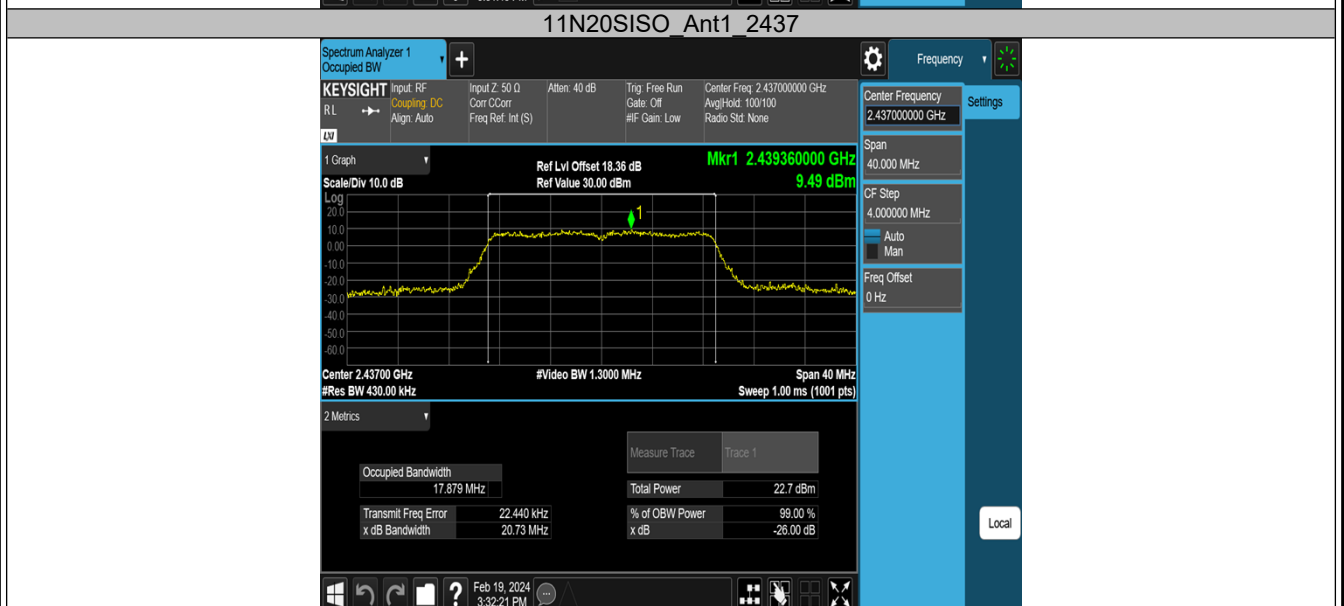 11N20SISO_Ant1_2437
Spectrum Analyzer 1
Occupied BW
+
Frequency
KEYSIGHT
RL
LXI
Input: RF
Coupling: DC
Align: Auto
Input Z: 50 Ω
Corr CCorr
Freq Ref: Int (S)
Atten: 40 dB
Trig: Free Run
Gate: Off
#IF Gain: Low
Center Freq: 2.437000000 GHz
Avg|Hold: 100/100
Radio Std: None
Center Frequency
2.437000000 GHz
Settings
Span
40.000 MHz
CF Step
4.000000 MHz
Auto
Man
Freq Offset
0 Hz
Local
1 Graph
Scale/Div 10.0 dB
Ref Lvl Offset 18.36 dB
Ref Value 30.00 dBm
Mkr1 2.439360000 GHz
9.49 dBm
Log
20.0
10.0
0.00
-10.0
-20.0
-30.0
-40.0
-50.0
-60.0
1
Center 2.43700 GHz
#Res BW 430.00 kHz
#Video BW 1.3000 MHz
Span 40 MHz
Sweep 1.00 ms (1001 pts)
2 Metrics
Measure Trace Trace 1
Occupied Bandwidth
17.879 MHz
Total Power 22.7 dBm
Transmit Freq Error 22.440 kHz
% of OBW Power 99.00 %
x dB Bandwidth 20.73 MHz
x dB -26.00 dB
?
Feb 19, 2024
3:32:21 PM